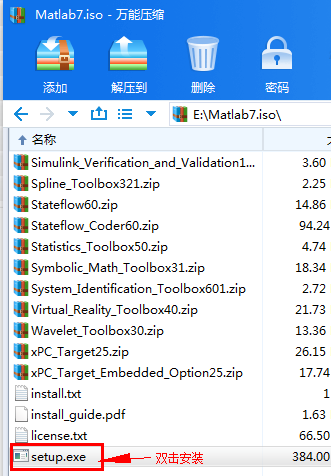 Matlab7.iso - 万能压缩
添加 解压到 删除 密码
E:\Matlab7.iso\
名称
Simulink_Verification_and_Validation1... 3.60
Spline_Toolbox321.zip 2.25
Stateflow60.zip 14.86
Stateflow_Coder60.zip 94.24
Statistics_Toolbox50.zip 4.74
Symbolic_Math_Toolbox31.zip 18.34
System_Identification_Toolbox601.zip 2.72
Virtual_Reality_Toolbox40.zip 21.73
Wavelet_Toolbox30.zip 13.36
xPC_Target25.zip 26.15
xPC_Target_Embedded_Option25.zip 17.74
install.txt 1
install_guide.pdf 1.63
license.txt 50.00
setup.exe 双击安装 384.00